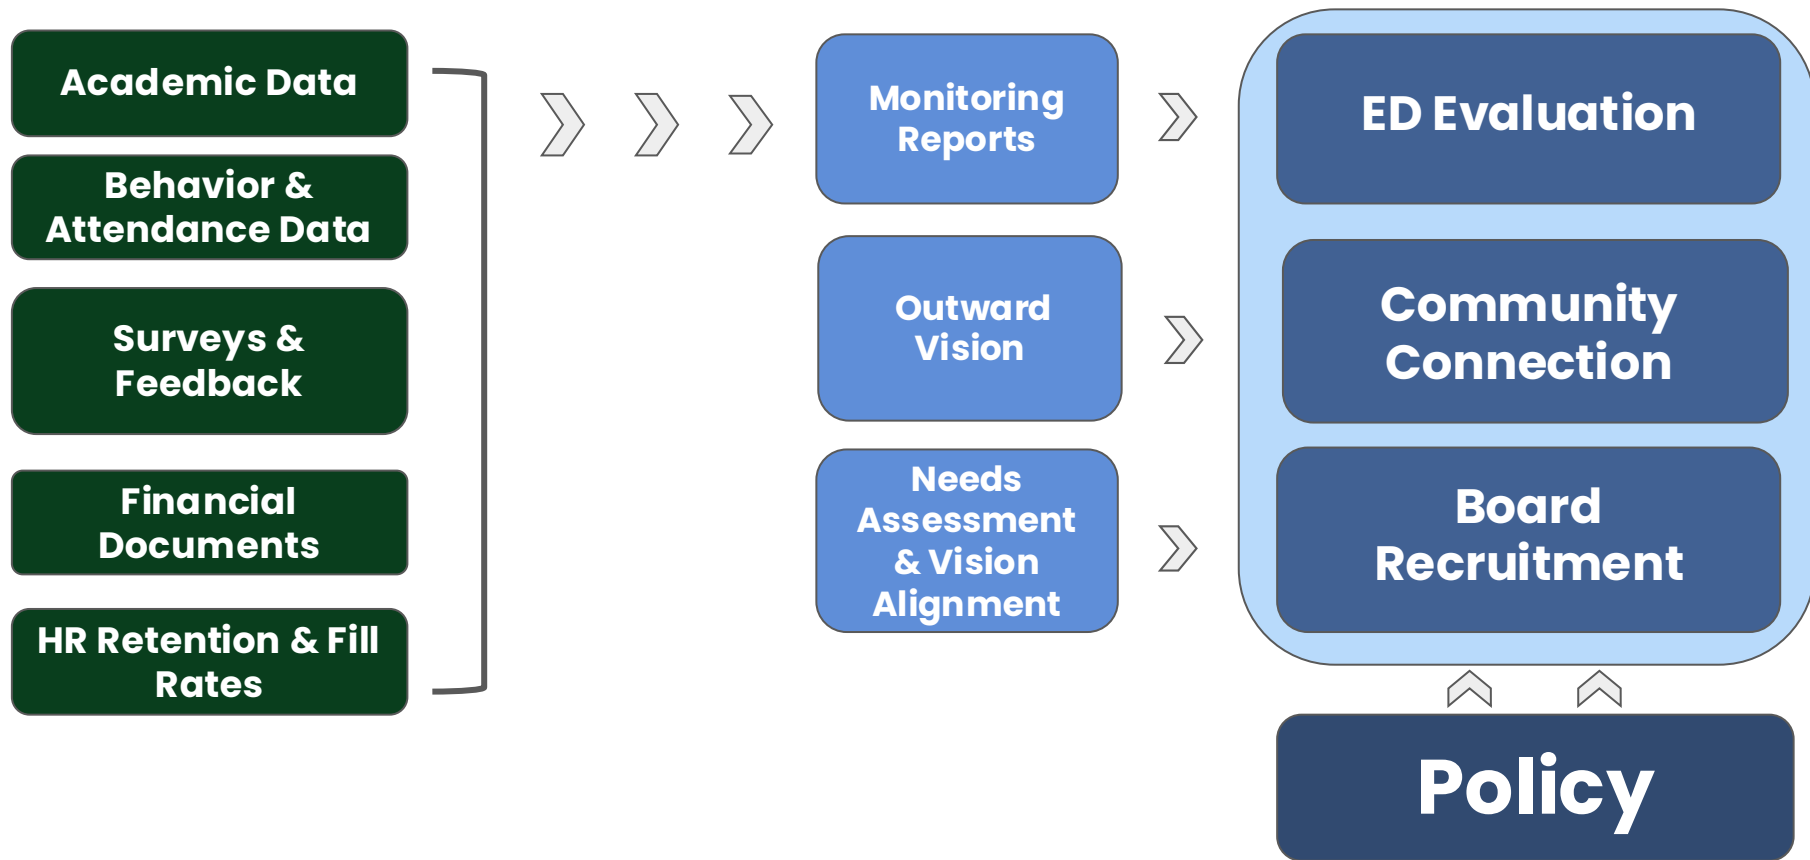 Academic Data
Behavior &
Attendance Data
Surveys &
Feedback
Financial
Documents
HR Retention & Fill
Rates
Monitoring
Reports
Outward
Vision
Needs
Assessment
& Vision
Alignment
ED Evaluation
Community
Connection
Board
Recruitment
Policy